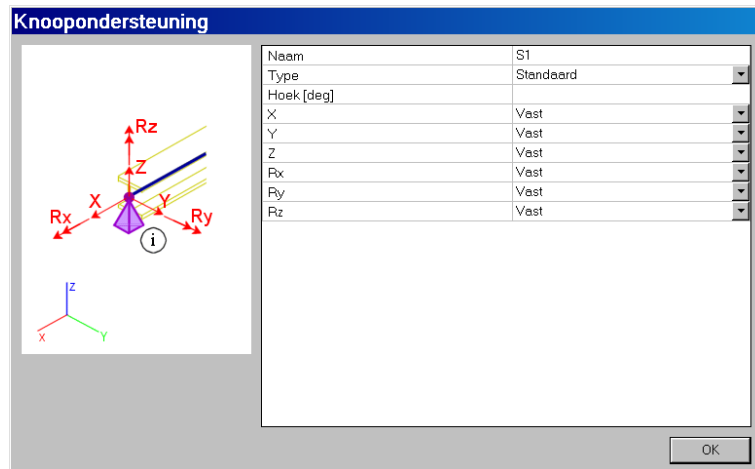 Knoopondersteuning
Naam S1
Type Standaard
Hoek [deg]
X Vast
Y Vast
Z Vast
Rx Vast
Ry Vast
Rz Vast
Rz
Z
X
Y
Rx
Ry
i
Z
X
Y
OK